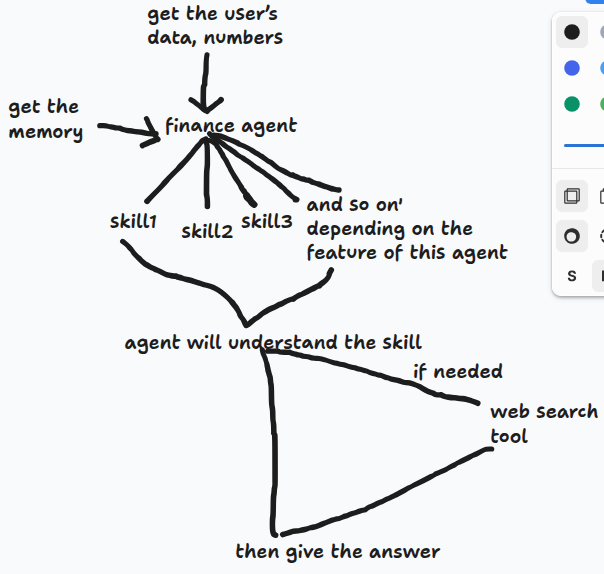 get the user's
data, numbers
get the
memory
finance agent
skill1
skill2
skill3
and so on'
depending on the
feature of this agent
agent will understand the skill
if needed
web search
tool
then give the answer
S